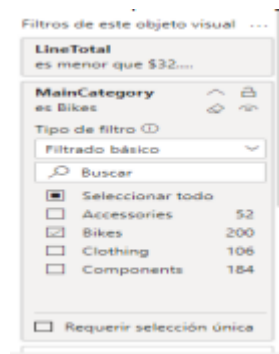 Filtros de este objeto visual ...
LineTotal
es menor que $32....
MainCategory
es Bikes
Tipo de filtro
Filtrado básico
Buscar
Seleccionar todo
Accessories 52
Bikes 200
Clothing 106
Components 184
Requerir selección única